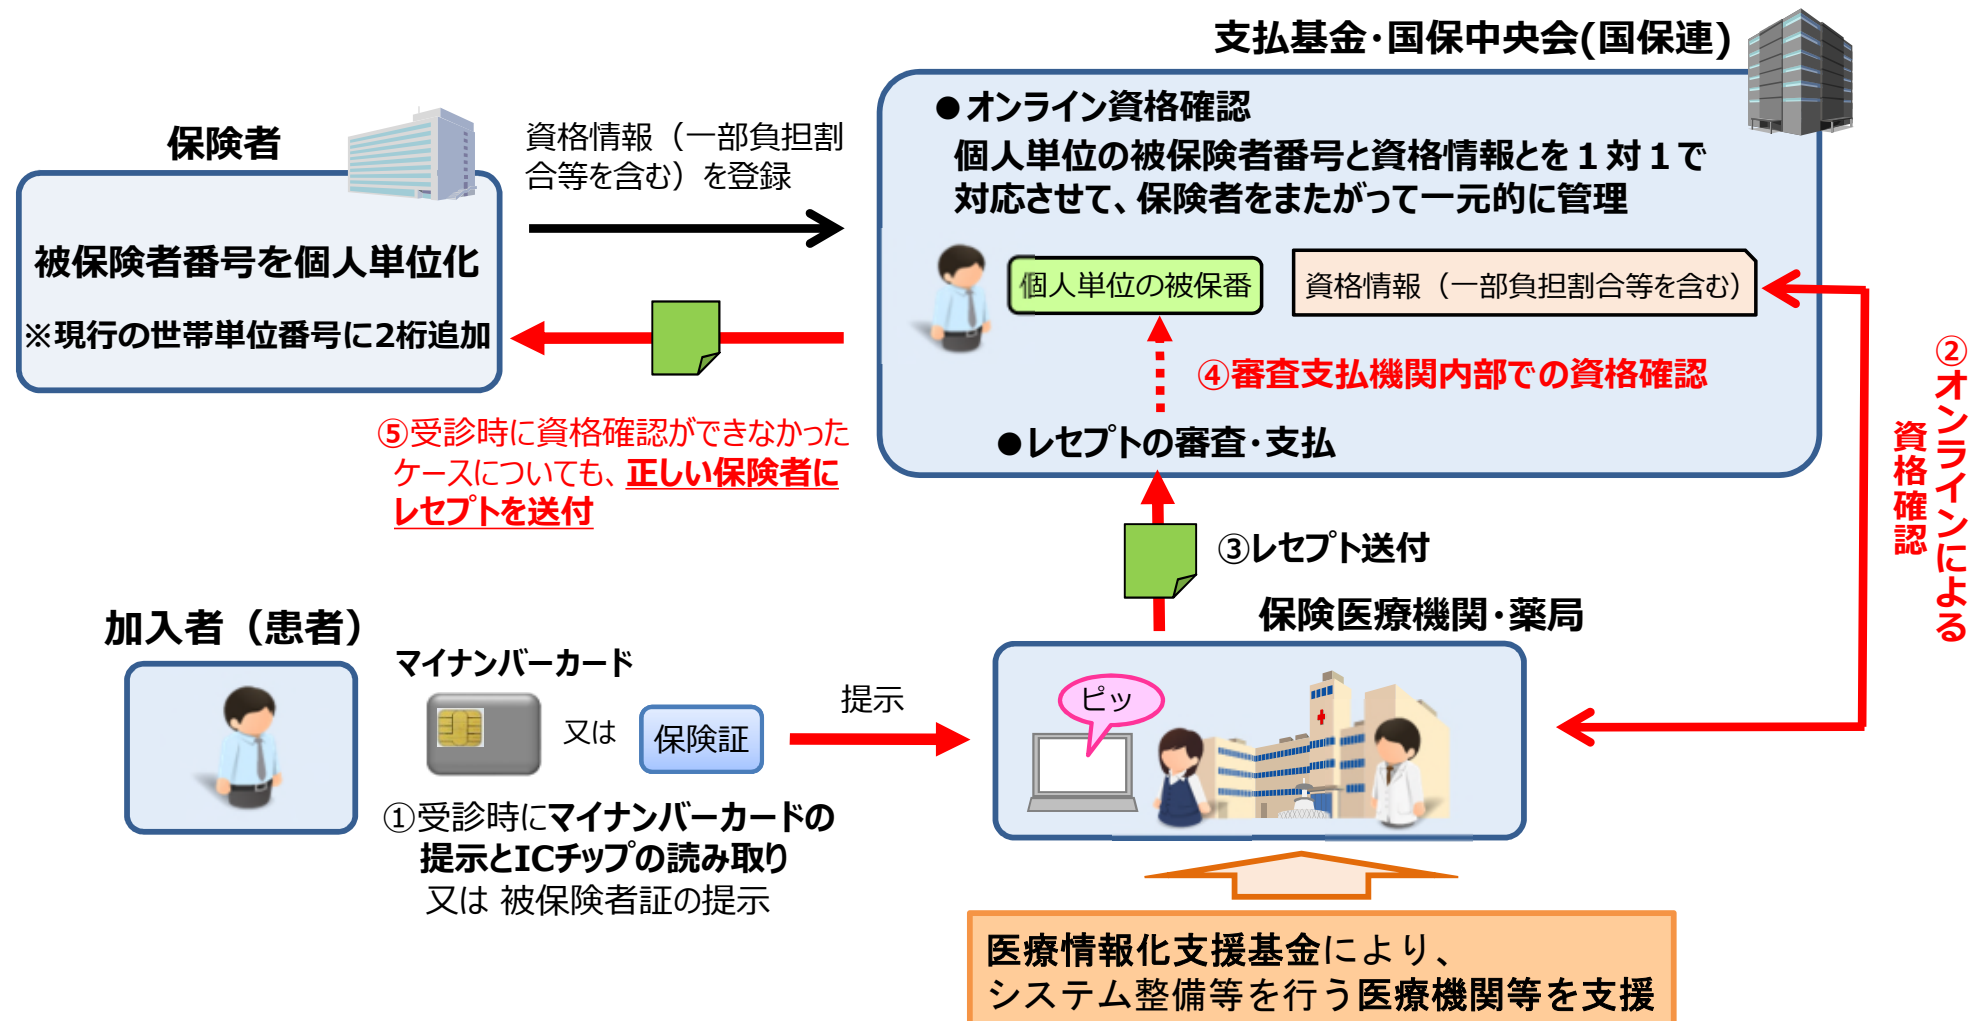 支払基金・国保中央会(国保連)
●オンライン資格確認
個人単位の被保険者番号と資格情報とを１対１で
対応させて、保険者をまたがって一元的に管理
個人単位の被保番
資格情報（一部負担割合等を含む）
④審査支払機関内部での資格確認
●レセプトの審査・支払
保険者
被保険者番号を個人単位化
※現行の世帯単位番号に2桁追加
資格情報（一部負担割
合等を含む）を登録
⑤受診時に資格確認ができなかった
ケースについても、正しい保険者に
レセプトを送付
②オンラインによる
資格確認
③レセプト送付
保険医療機関・薬局
ピッ
加入者（患者）
マイナンバーカード
又は
保険証
提示
①受診時にマイナンバーカードの
提示とICチップの読み取り
又は 被保険者証の提示
医療情報化支援基金により、
システム整備等を行う医療機関等を支援